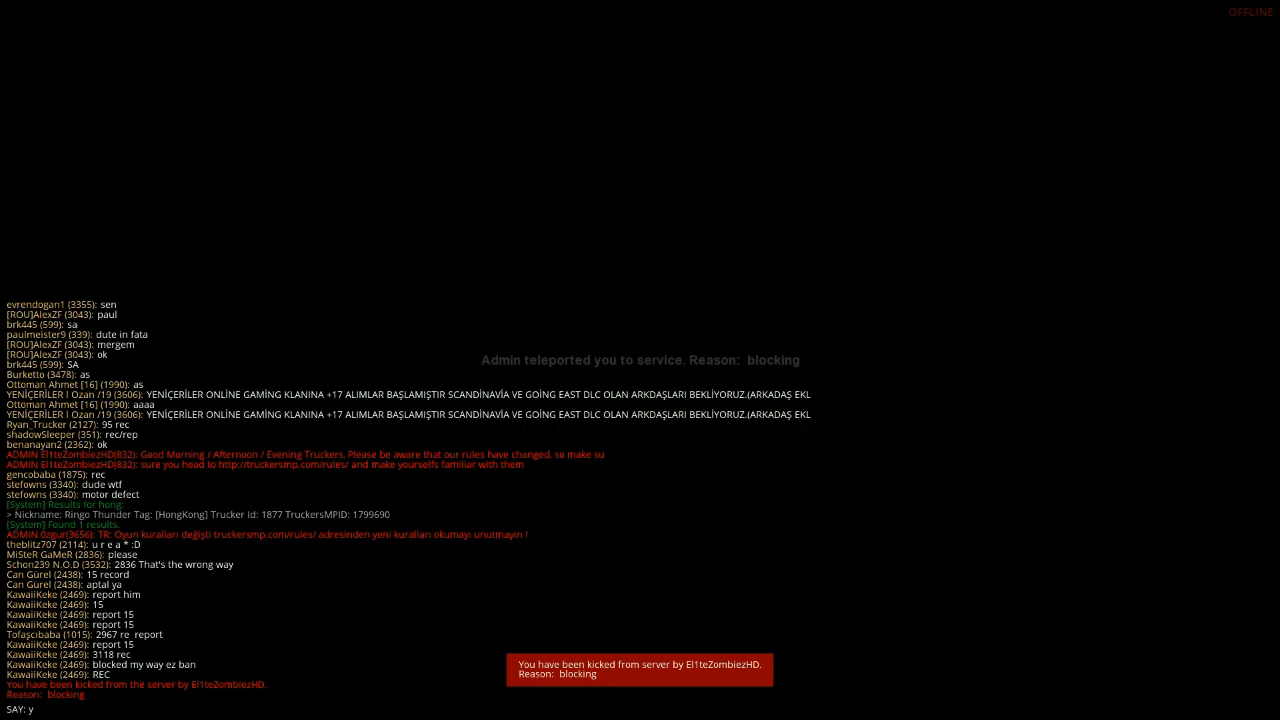 OFFLINE
evrendogan1 (3355): sen
[ROU]AlexZF (3043): paul
brk445 (599): sa
paulmeister9 (339): dute in fata
[ROU]AlexZF (3043): mergem
[ROU]AlexZF (3043): ok
Admin teleported you to service. Reason:  blocking
brk445 (599): SA
Burketto (3478): as
Ottoman Ahmet [16] (1990): as
YENİÇERİLER l Ozan /19 (3606): YENİÇERİLER ONLİNE GAMİNG KLANINA +17 ALIMLAR BAŞLAMIŞTIR SCANDİNAVİA VE GOİNG EAST DLC OLAN ARKDAŞLARI BEKLİYORUZ.(ARKADAŞ EKL
Ottoman Ahmet [16] (1990): aaaa
YENİÇERİLER l Ozan /19 (3606): YENİÇERİLER ONLİNE GAMİNG KLANINA +17 ALIMLAR BAŞLAMIŞTIR SCANDİNAVİA VE GOİNG EAST DLC OLAN ARKDAŞLARI BEKLİYORUZ.(ARKADAŞ EKL
Ryan_Trucker (2127): 95 rec
shadowSleeper (351): rec/rep
benanayan2 (2362): ok
ADMIN El1teZombiezHD(832): Good Morning / Afternoon / Evening Truckers. Please be aware that our rules have changed, so make su
ADMIN El1teZombiezHD(832): sure you head to http://truckersmp.com/rules/ and make yourselfs familiar with them
gencobaba (1875): rec
stefowns (3340): dude wtf
stefowns (3340): motor defect
[System] Results for hong:
> Nickname: Ringo Thunder Tag: [HongKong] Trucker Id: 1877 TruckersMPID: 1799690
[System] Found 1 results.
ADMIN Ozgur(3656): TR: Oyun kuralları değişti truckersmp.com/rules/ adresinden yeni kuralları okumayı unutmayın !
theblitz707 (2114): u r e a * :D
MiSteR GaMeR (2836): please
Schon239 N.O.D (3532): 2836 That's the wrong way
Can Gürel (2438): 15 record
Can Gürel (2438): aptal ya
KawaiiKeke (2469): report him
KawaiiKeke (2469): 15
KawaiiKeke (2469): report 15
KawaiiKeke (2469): report 15
Tofaşcıbaba (1015): 2967 re  report
KawaiiKeke (2469): report 15
KawaiiKeke (2469): 3118 rec
KawaiiKeke (2469): blocked my way ez ban
KawaiiKeke (2469): REC
You have been kicked from the server by El1teZombiezHD.
Reason:  blocking
You have been kicked from server by El1teZombiezHD.
Reason:  blocking
SAY: y